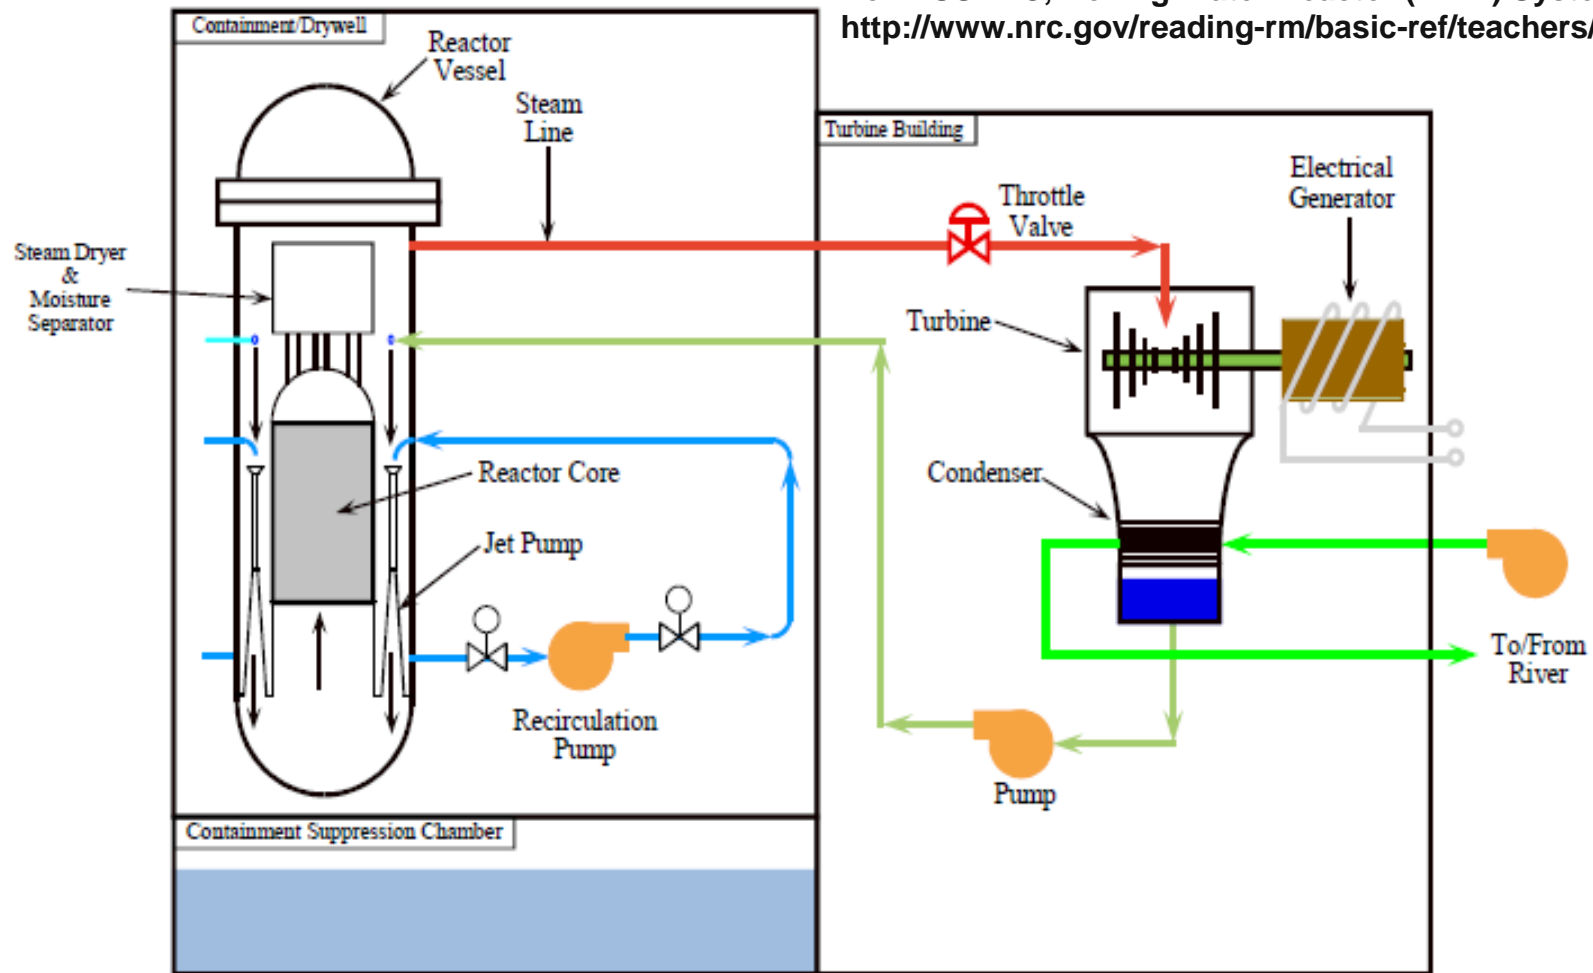 http://www.nrc.gov/reading-rm/basic-ref/teachers/
Containment/Drywell
Reactor
Vessel
Steam
Line
Turbine Building
Electrical
Generator
Throttle
Valve
Steam Dryer
&
Moisture
Separator
Turbine
Condenser
Reactor Core
Jet Pump
To/From
River
Recirculation
Pump
Pump
Containment Suppression Chamber